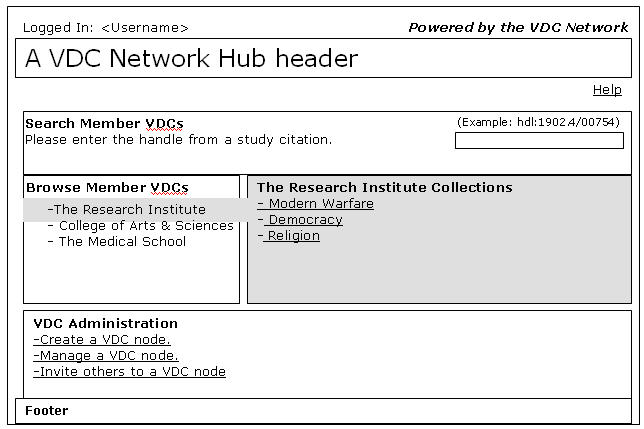 Logged In: <Username>
Powered by the VDC Network
A VDC Network Hub header
Help
Search Member VDCs
(Example: hdl:1902.4/00754)
Please enter the handle from a study citation.
Browse Member VDCs
-The Research Institute
- College of Arts & Sciences
- The Medical School
The Research Institute Collections
- Modern Warfare
- Democracy
- Religion
VDC Administration
-Create a VDC node.
-Manage a VDC node.
-Invite others to a VDC node
Footer